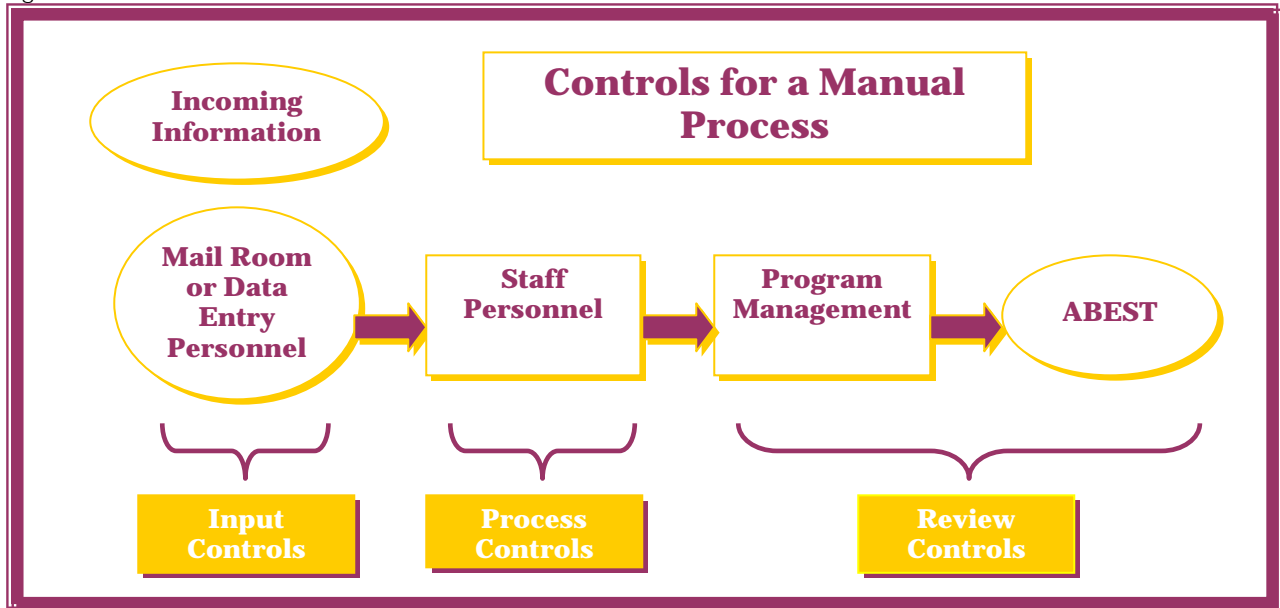 Incoming
Information
Controls for a Manual
Process
Mail Room
or Data
Entry
Personnel
Staff
Personnel
Program
Management
ABEST
Input
Controls
Process
Controls
Review
Controls